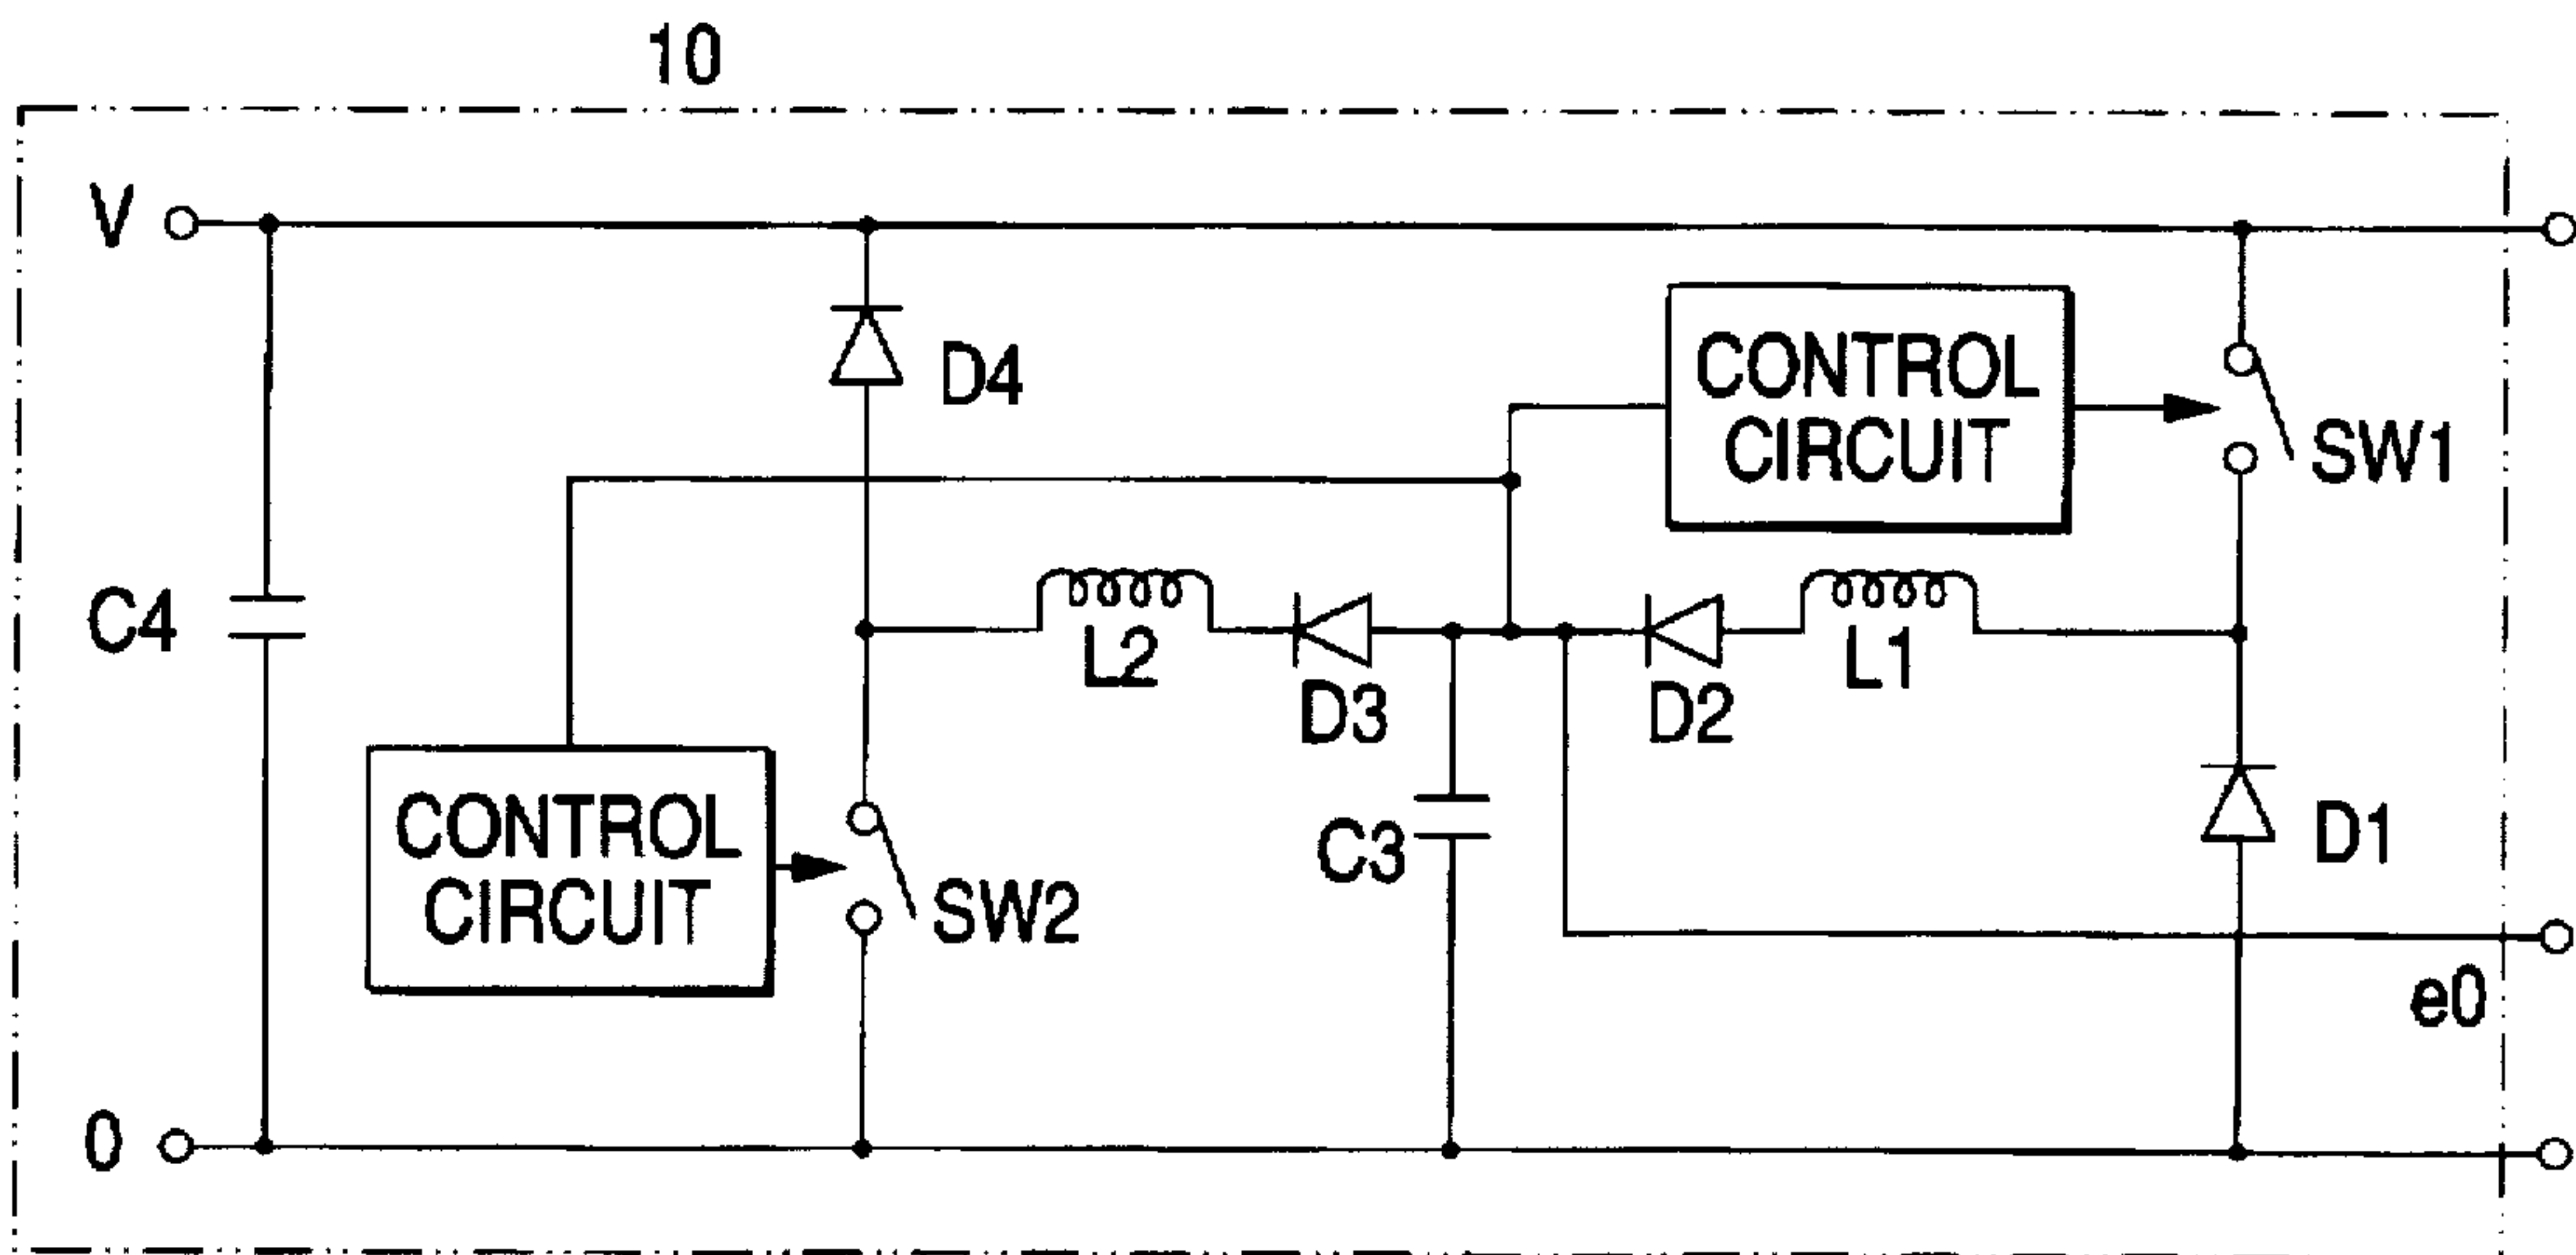 10
V
D4
CONTROL
CIRCUIT
SW1
C4
L2
D3
D2
L1
CONTROL
CIRCUIT
SW2
C3
D1
e0
0